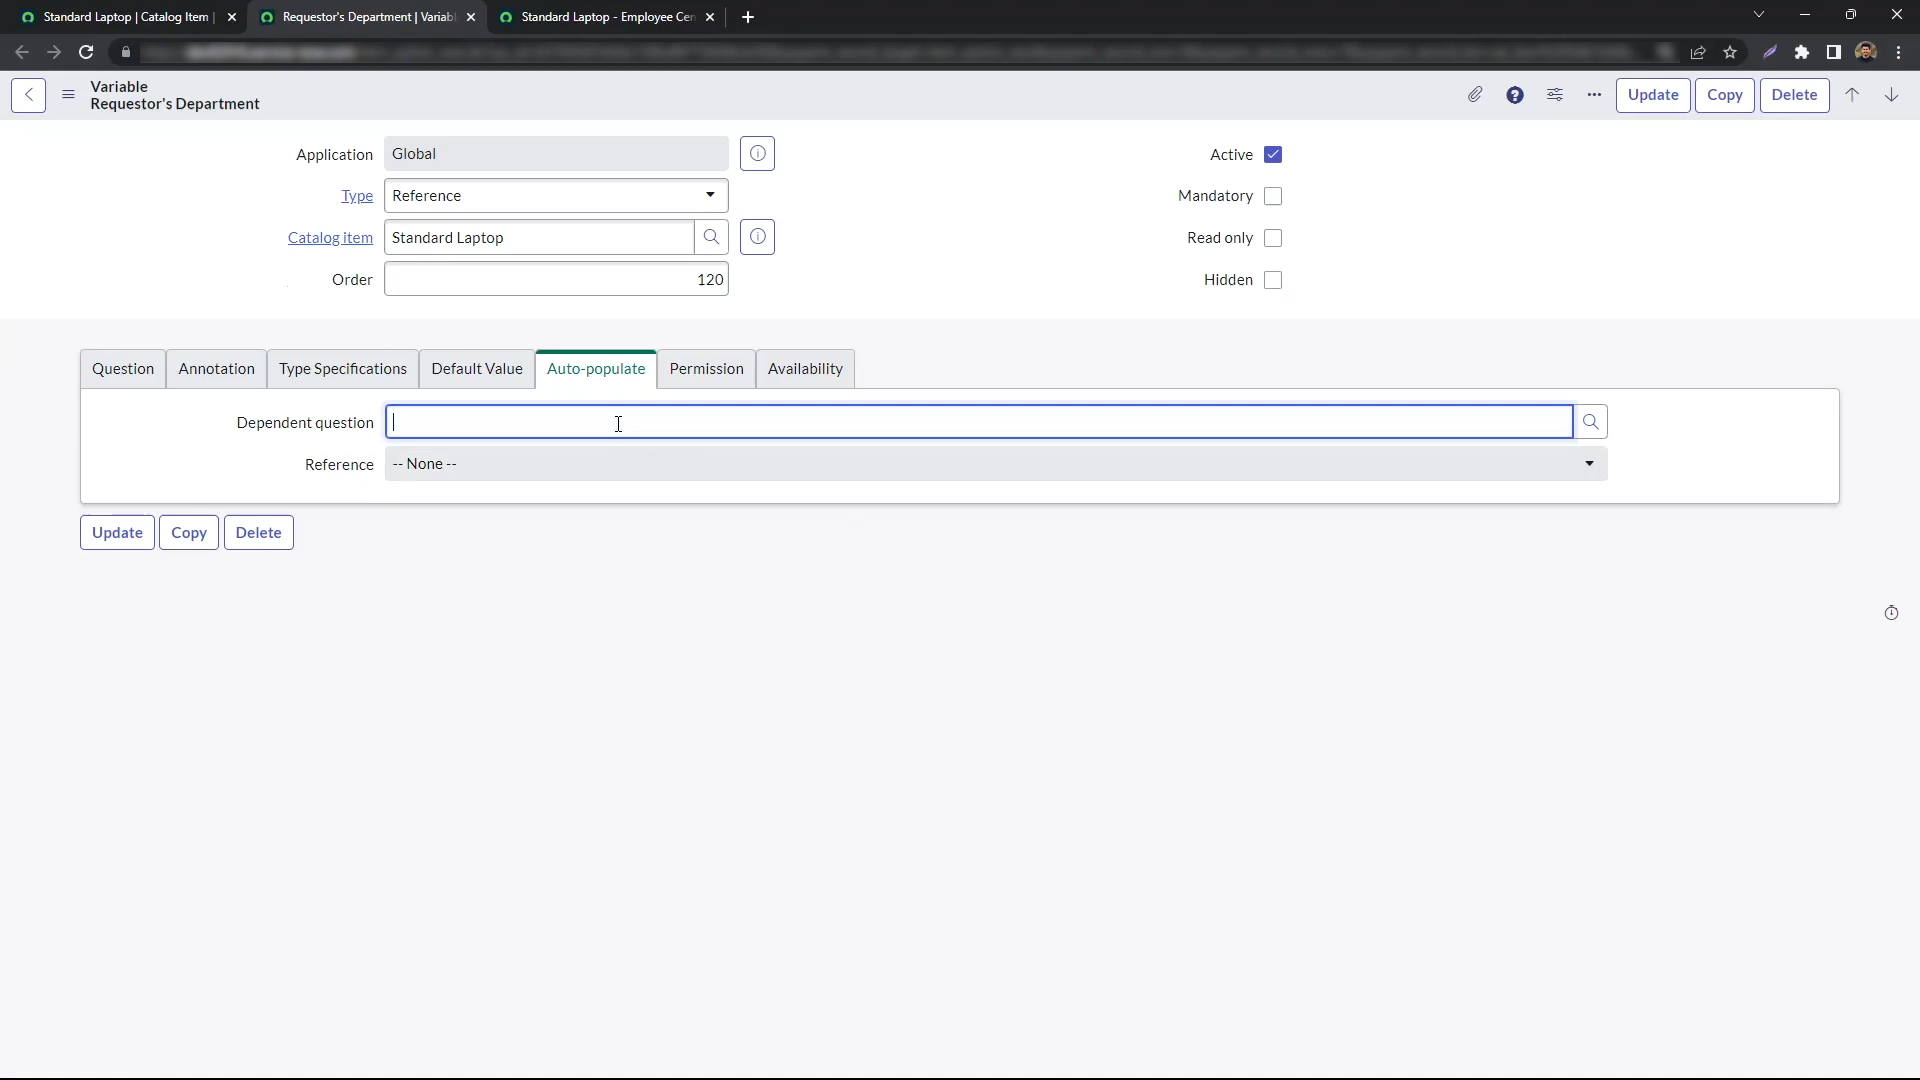 Standard Laptop | Catalog Item |
Requestor's Department | Variab
Standard Laptop - Employee Cen
Variable
Requestor's Department
Update
Copy
Delete
Application
Global
Active
Type
Reference
Mandatory
Catalog item
Standard Laptop
Read only
Order
120
Hidden
Question
Annotation
Type Specifications
Default Value
Auto-populate
Permission
Availability
Dependent question
Reference
-- None --
Update
Copy
Delete